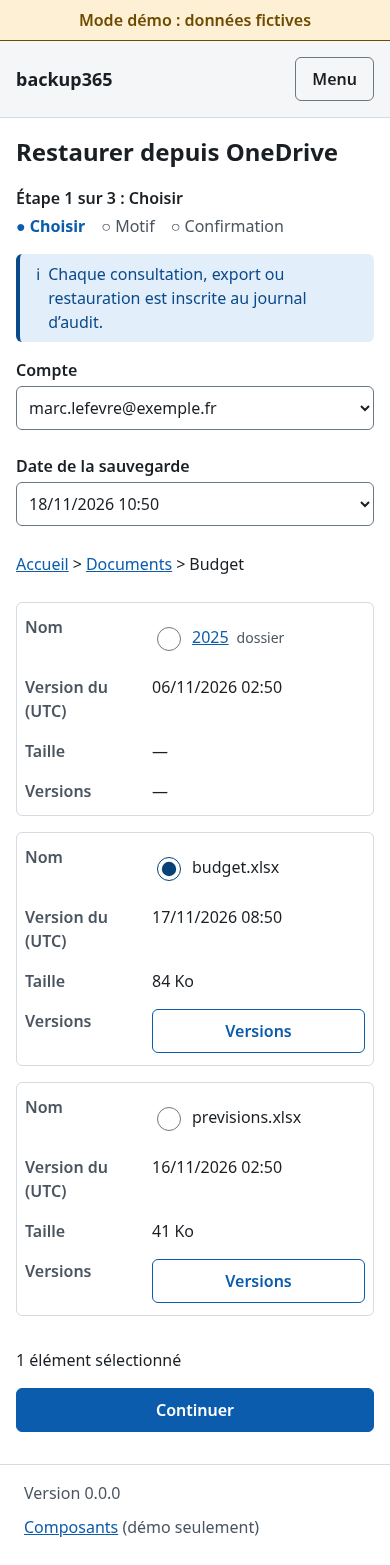 Mode démo : données fictives
backup365
Menu
Restaurer depuis OneDrive
Étape 1 sur 3 : Choisir
● Choisir ○ Motif ○ Confirmation
i Chaque consultation, export ou
restauration est inscrite au journal
d’audit.
Compte
marc.lefevre@exemple.fr
Date de la sauvegarde
18/11/2026 10:50
Accueil > Documents > Budget
Nom 2025 dossier
Version du 06/11/2026 02:50
(UTC)
Taille —
Versions —
Nom budget.xlsx
Version du 17/11/2026 08:50
(UTC)
Taille 84 Ko
Versions Versions
Nom previsions.xlsx
Version du 16/11/2026 02:50
(UTC)
Taille 41 Ko
Versions Versions
1 élément sélectionné
Continuer
Version 0.0.0
Composants (démo seulement)